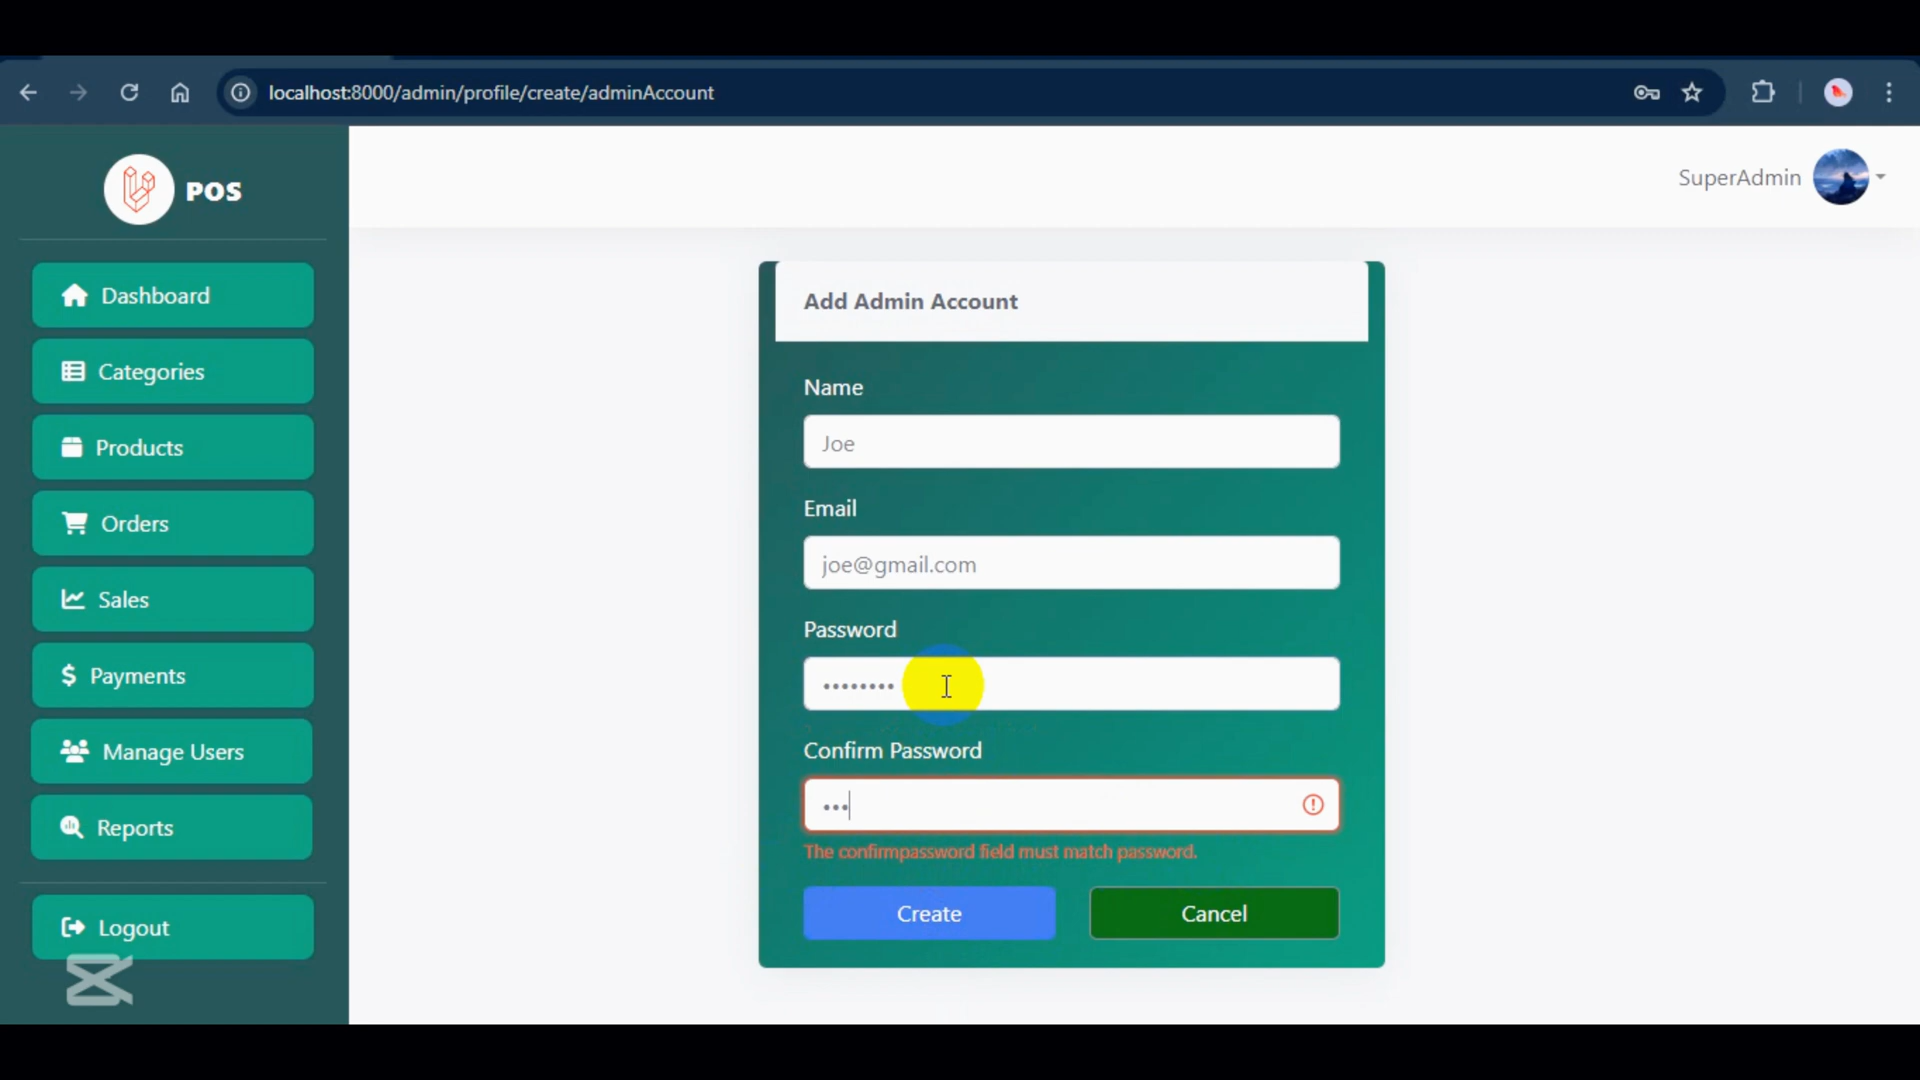 localhost:8000/admin/profile/create/adminAccount
POS
SuperAdmin
Dashboard
Categories
Products
Orders
Sales
Payments
Manage Users
Reports
Logout
Add Admin Account
Name
Joe
Email
joe@gmail.com
Password
••••••••
Confirm Password
•••
The confirmpassword field must match password.
Create
Cancel